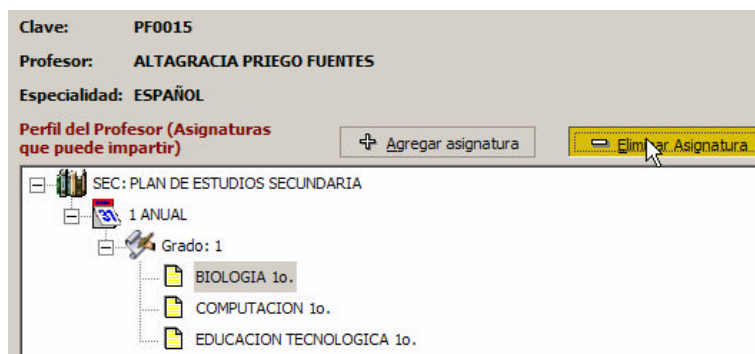 Clave: PF0015
Profesor: ALTAGRACIA PRIEGO FUENTES
Especialidad: ESPAÑOL
Perfil del Profesor (Asignaturas
que puede impartir)
Agregar asignatura
Eliminar Asignatura
SEC: PLAN DE ESTUDIOS SECUNDARIA
1 ANUAL
Grado: 1
BIOLOGIA 1o.
COMPUTACION 1o.
EDUCACION TECNOLOGICA 1o.